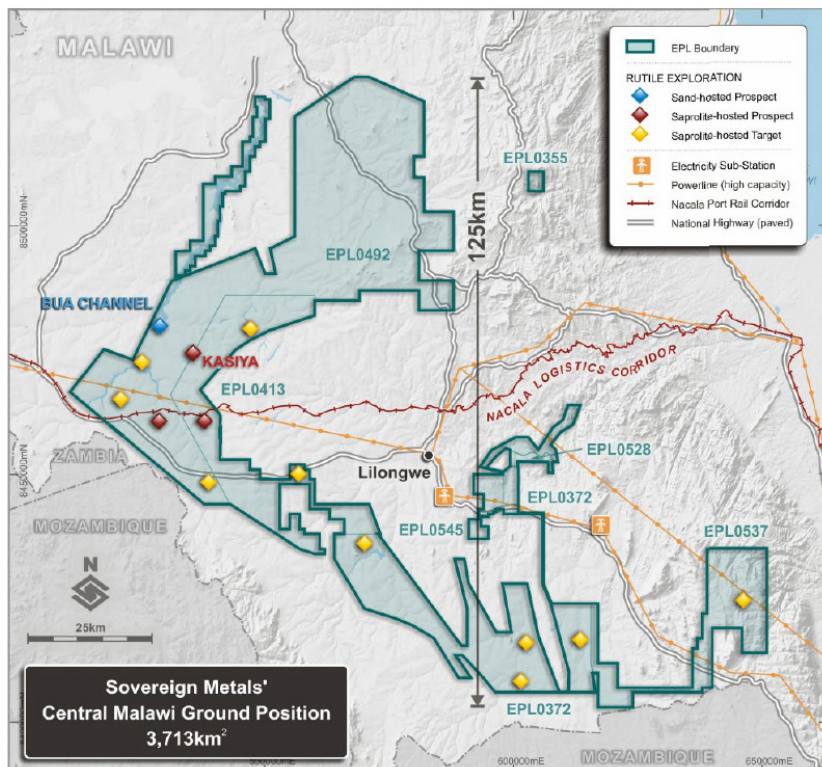 MALAWI
EPL Boundary
RUTILE EXPLORATION
Sand-hosted Prospect
Saprolite-hosted Prospect
Saprolite-hosted Target
Electricity Sub-Station
Powerline (high capacity)
Nacala Port Rail Corridor
National Highway (paved)
EPL0355
125km
8500000mN
EPL0492
BUA CHANNEL
KASIYA
EPL0413
NACALA LOGISTICS CORRIDOR
ZAMBIA
Lilongwe
EPL0528
8450000mN
EPL0372
MOZAMBIQUE
EPL0545
EPL0537
N
25km
Sovereign Metals'
Central Malawi Ground Position
3,713km²
EPL0372
550000mE
600000mE
MOZAMBIQUE
650000mE